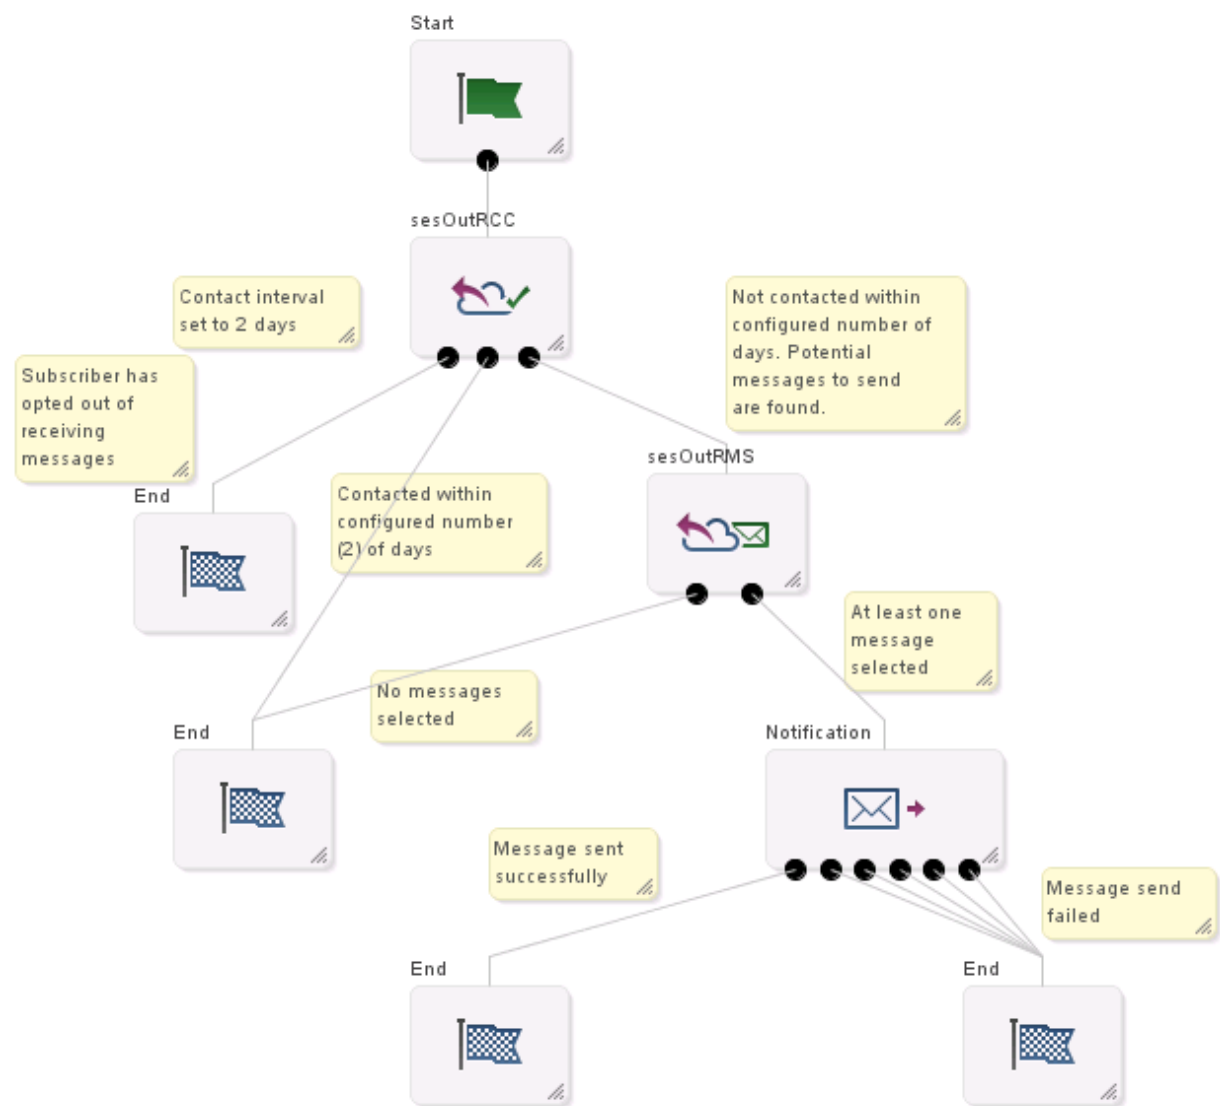 Start
sesOutRCC
Contact interval
set to 2 days
Not contacted within
configured number of
days. Potential
messages to send
are found.
Subscriber has
opted out of
receiving
messages
sesOutRMS
End
Contacted within
configured number
(2) of days
At least one
message
selected
No messages
selected
End
Notification
Message sent
successfully
Message send
failed
End
End